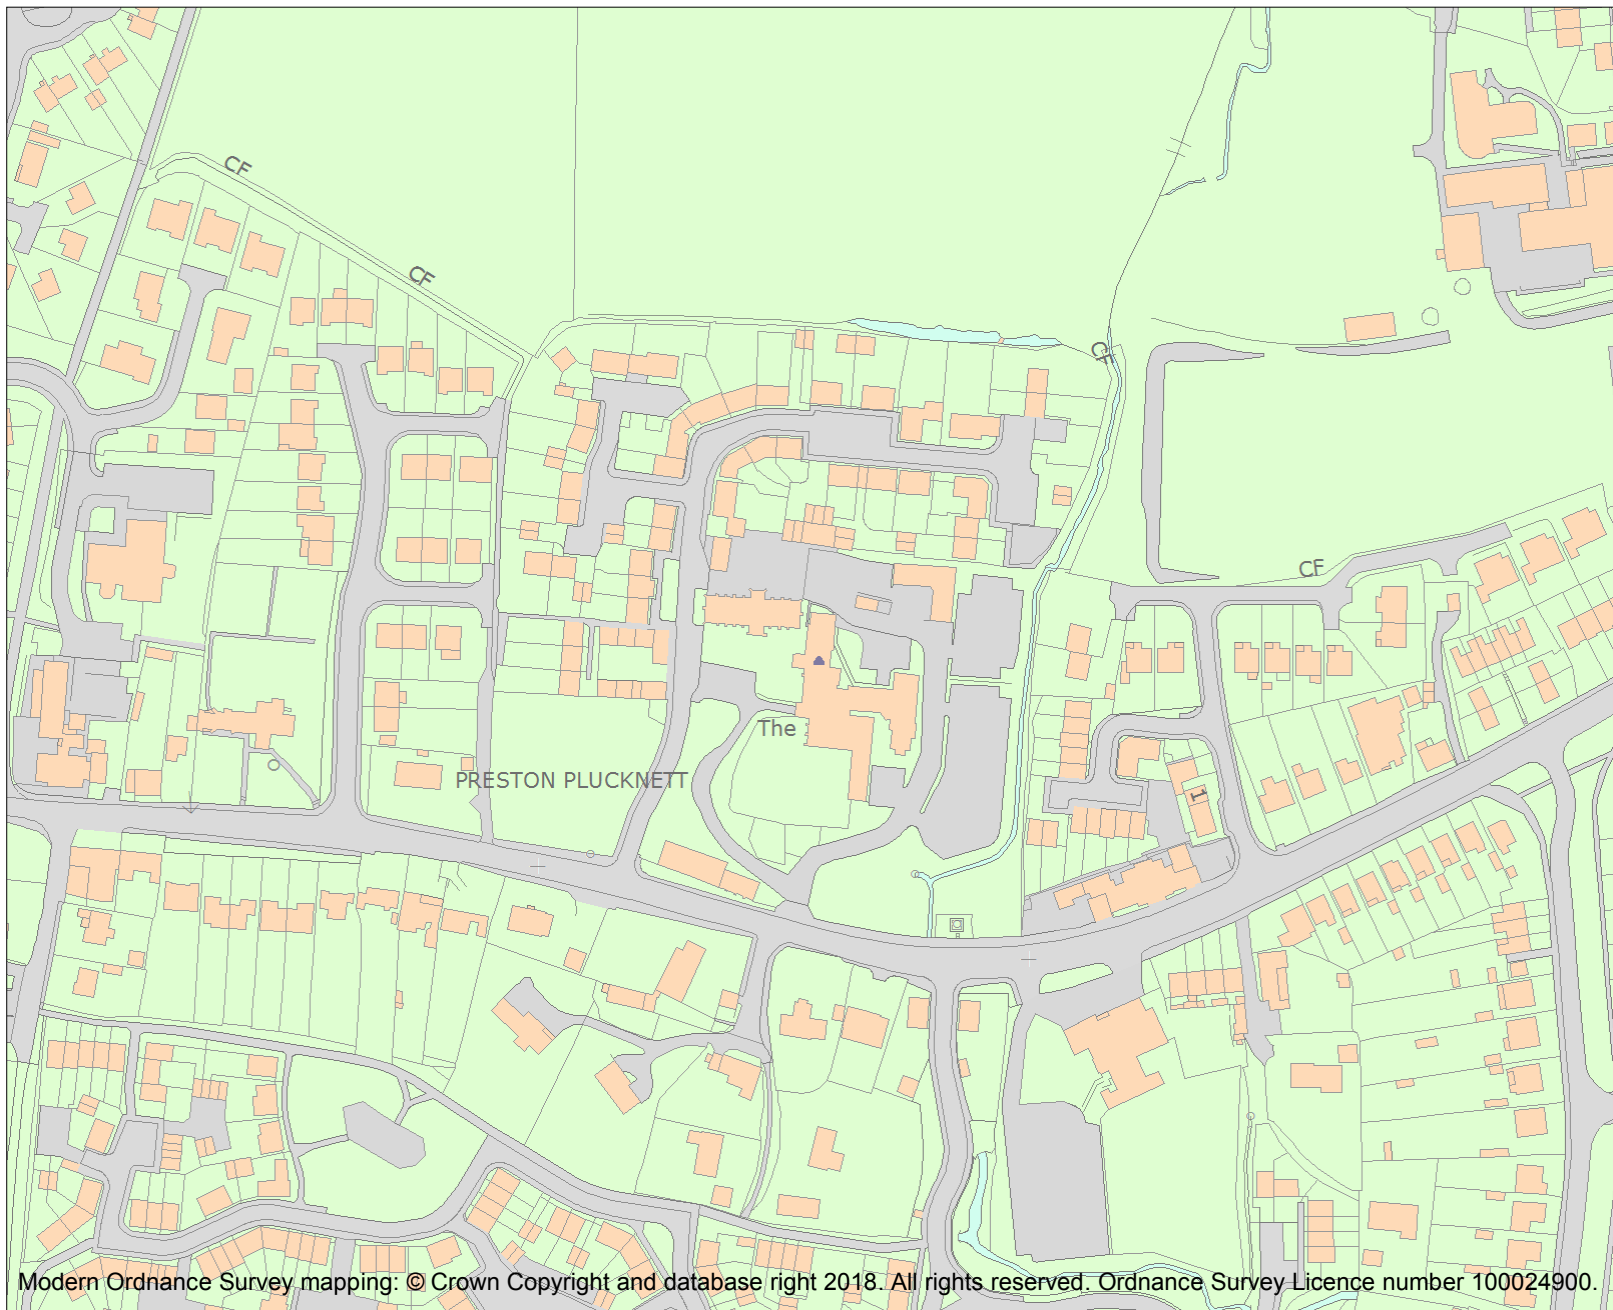 CF
CF
CF
CF
The
PRESTON PLUCKNETT
1
Modern Ordnance Survey mapping: © Crown Copyright and database right 2018. All rights reserved. Ordnance Survey Licence number 100024900.